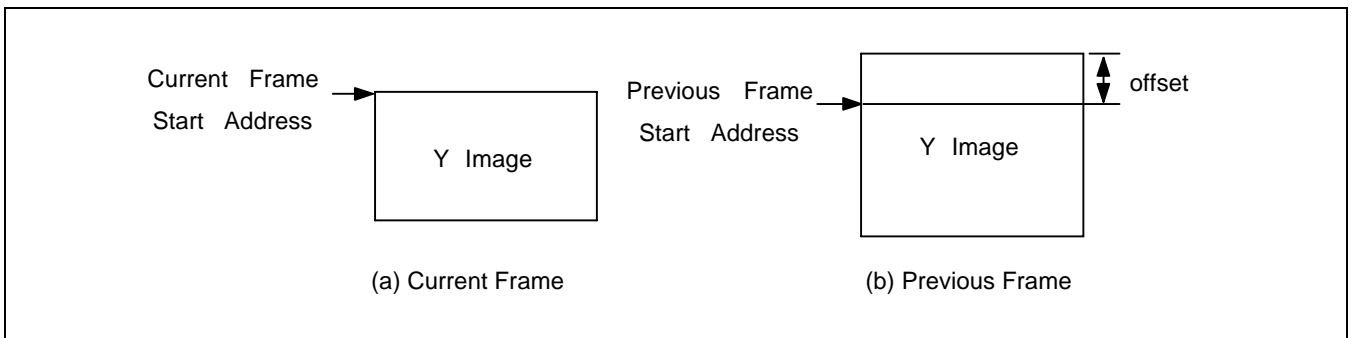 Current Frame
Start Address
Y Image
(a) Current Frame
Previous Frame
Start Address
Y Image
offset
(b) Previous Frame